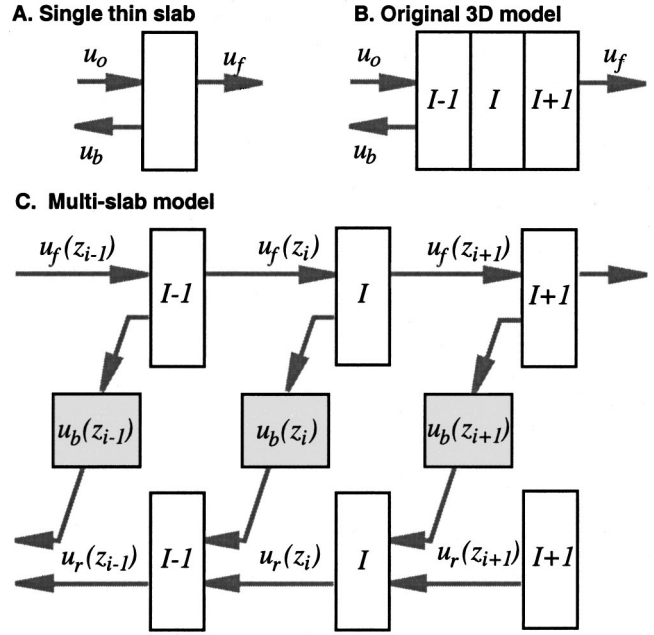 A. Single thin slab
u_o
u_f
u_b
B. Original 3D model
u_o
u_f
I-1
I
I+1
u_b
C. Multi-slab model
u_f(z_{i-1})
u_f(z_i)
u_f(z_{i+1})
I-1
I
I+1
u_b(z_{i-1})
u_b(z_i)
u_b(z_{i+1})
u_r(z_{i-1})
I-1
u_r(z_i)
I
u_r(z_{i+1})
I+1